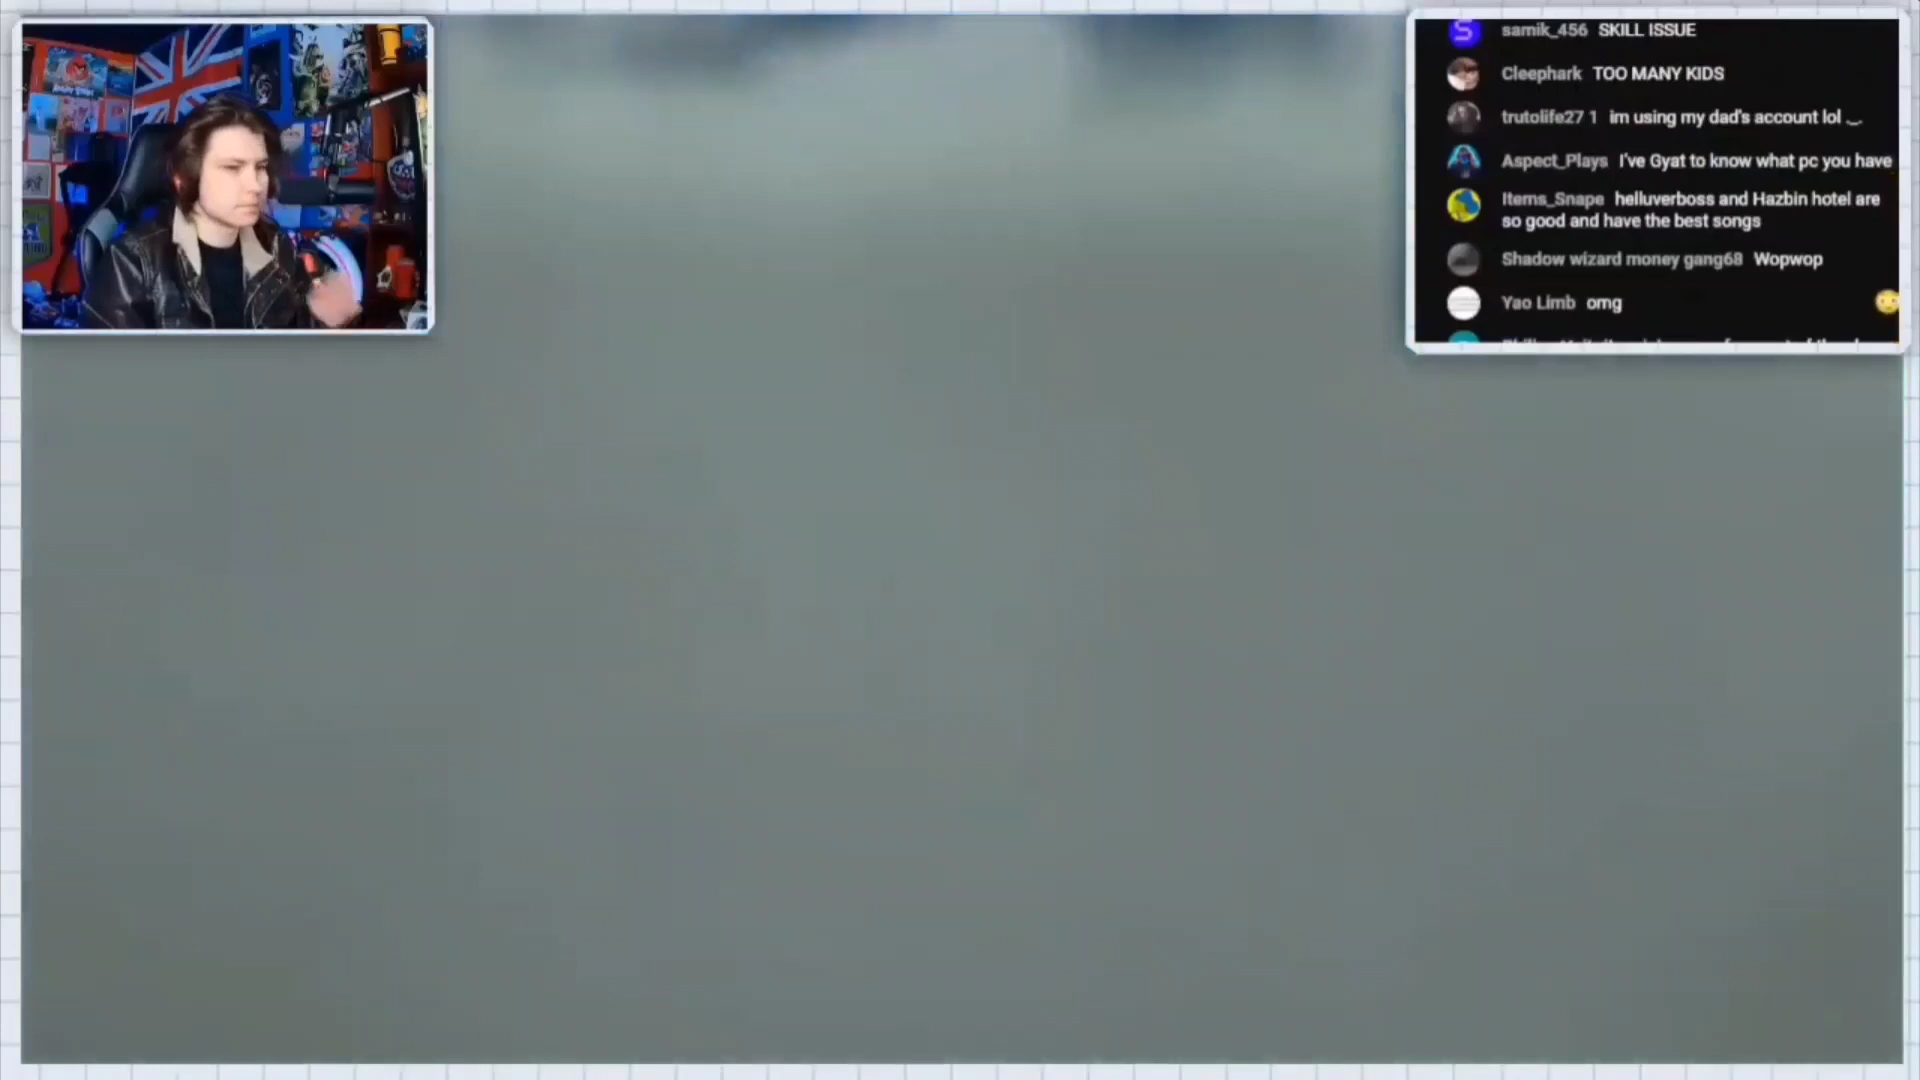 samik_456 SKILL ISSUE
Cleephark TOO MANY KIDS
trutolife27 1 im using my dad's account lol ._.
Aspect_Plays I've Gyat to know what pc you have
Items_Snape helluverboss and Hazbin hotel are
so good and have the best songs
Shadow wizard money gang68 Wopwop
Yao Limb omg